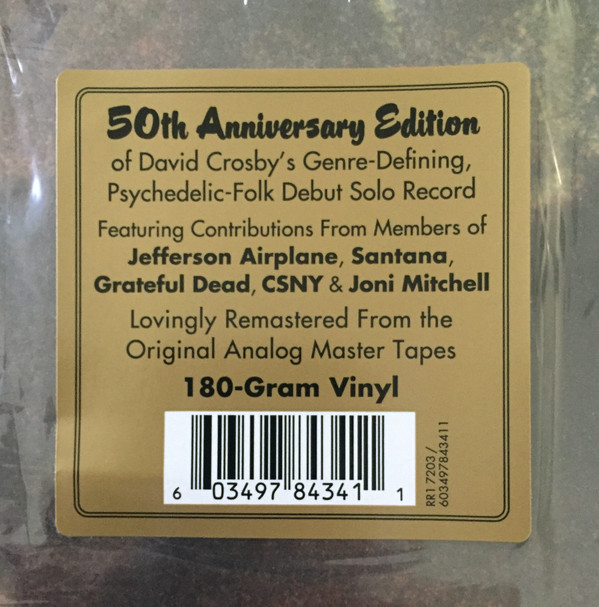 50th Anniversary Edition
of David Crosby's Genre-Defining,
Psychedelic-Folk Debut Solo Record
Featuring Contributions From Members of
Jefferson Airplane, Santana,
Grateful Dead, CSNY & Joni Mitchell
Lovingly Remastered From the
Original Analog Master Tapes
180-Gram Vinyl
6 03497 84341 1
RR1 7203 /
603497843411